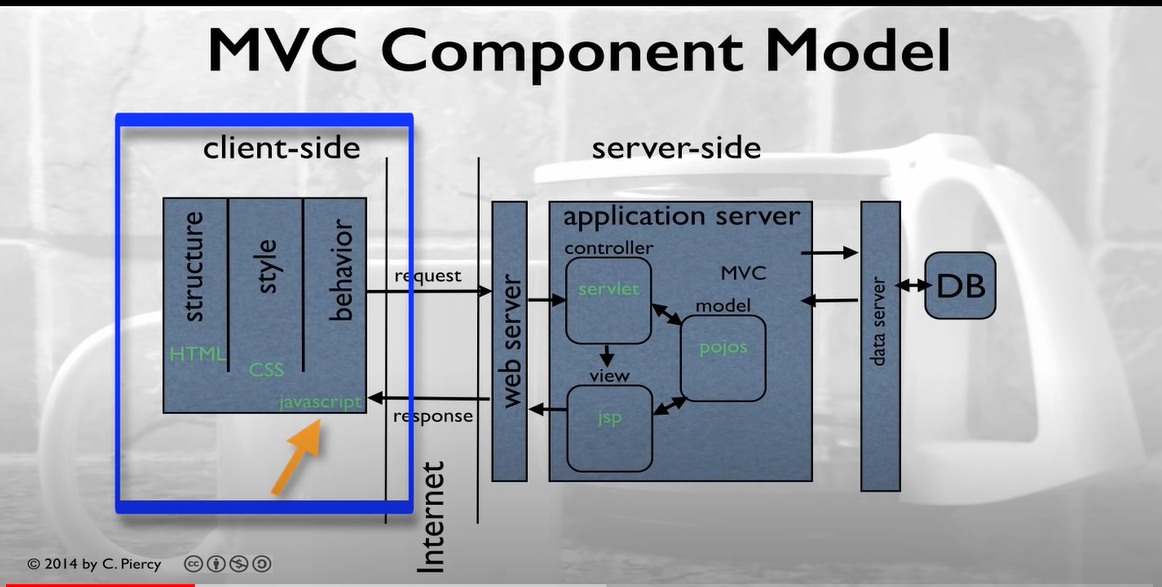 MVC Component Model
client-side
server-side
structure
style
behavior
HTML
CSS
javascript
request
response
Internet
web server
application server
controller
servlet
MVC
model
pojos
view
jsp
data server
DB
© 2014 by C. Piercy